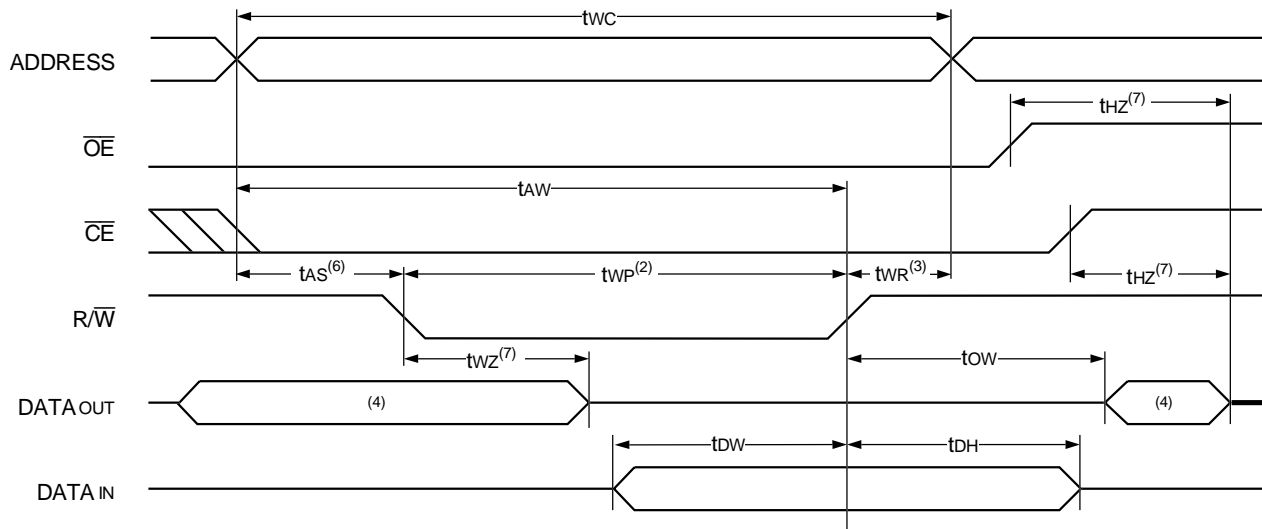 tWC
ADDRESS
tHZ(7)
OE
tAW
CE
tAS(6) tWP(2) tWR(3) tHZ(7)
R/W
tWZ(7) tOW
DATA OUT (4) (4)
tDW tDH
DATA IN